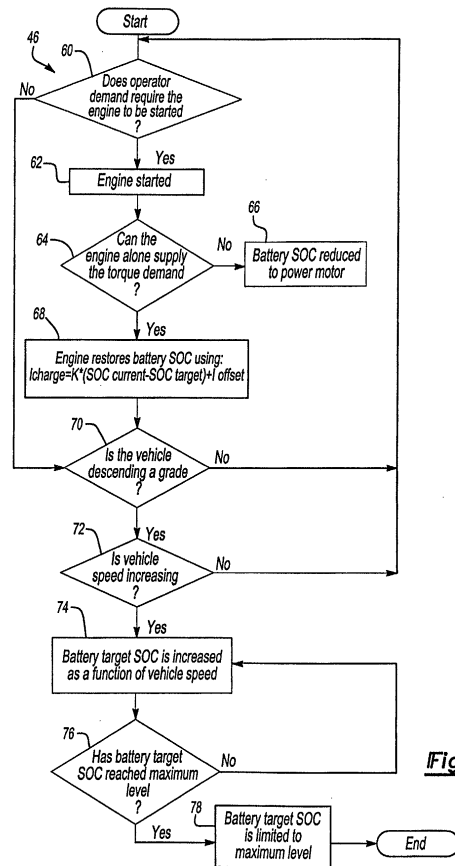 Start
46
60
No
Does operator
demand require the
engine to be started
?
Yes
62
Engine started
64
Can the
engine alone supply
the torque demand
?
No
66
Battery SOC reduced
to power motor
Yes
68
Engine restores battery SOC using:
Icharge=K*(SOC current-SOC target)+I offset
70
Is the vehicle
descending a grade
?
No
Yes
72
Is vehicle
speed increasing
?
No
Yes
74
Battery target SOC is increased
as a function of vehicle speed
76
Has battery target
SOC reached maximum
level
?
No
Fig
Yes
78
Battery target SOC
is limited to
maximum level
End